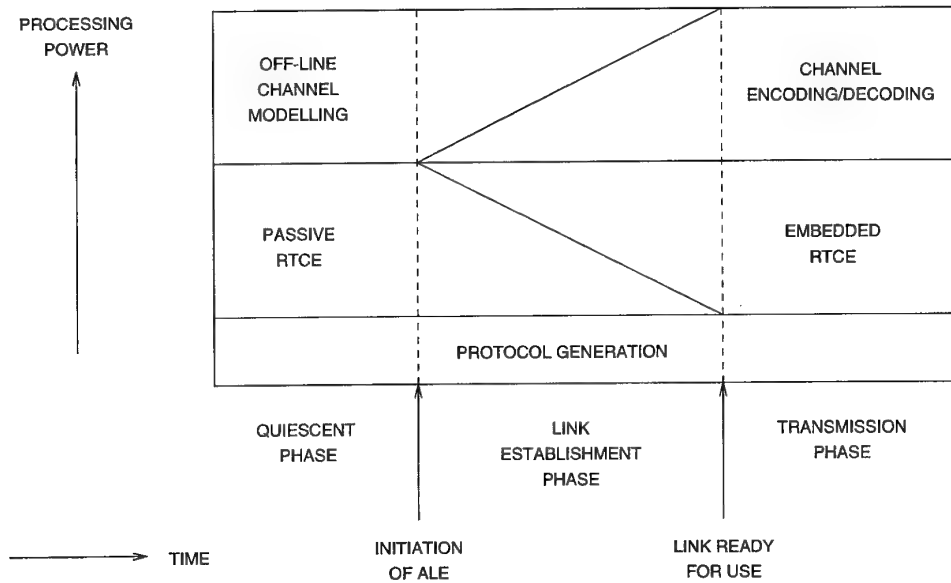 PROCESSING
POWER
OFF-LINE
CHANNEL
MODELLING
CHANNEL
ENCODING/DECODING
PASSIVE
RTCE
EMBEDDED
RTCE
PROTOCOL GENERATION
QUIESCENT
PHASE
LINK
ESTABLISHMENT
PHASE
TRANSMISSION
PHASE
TIME
INITIATION
OF ALE
LINK READY
FOR USE